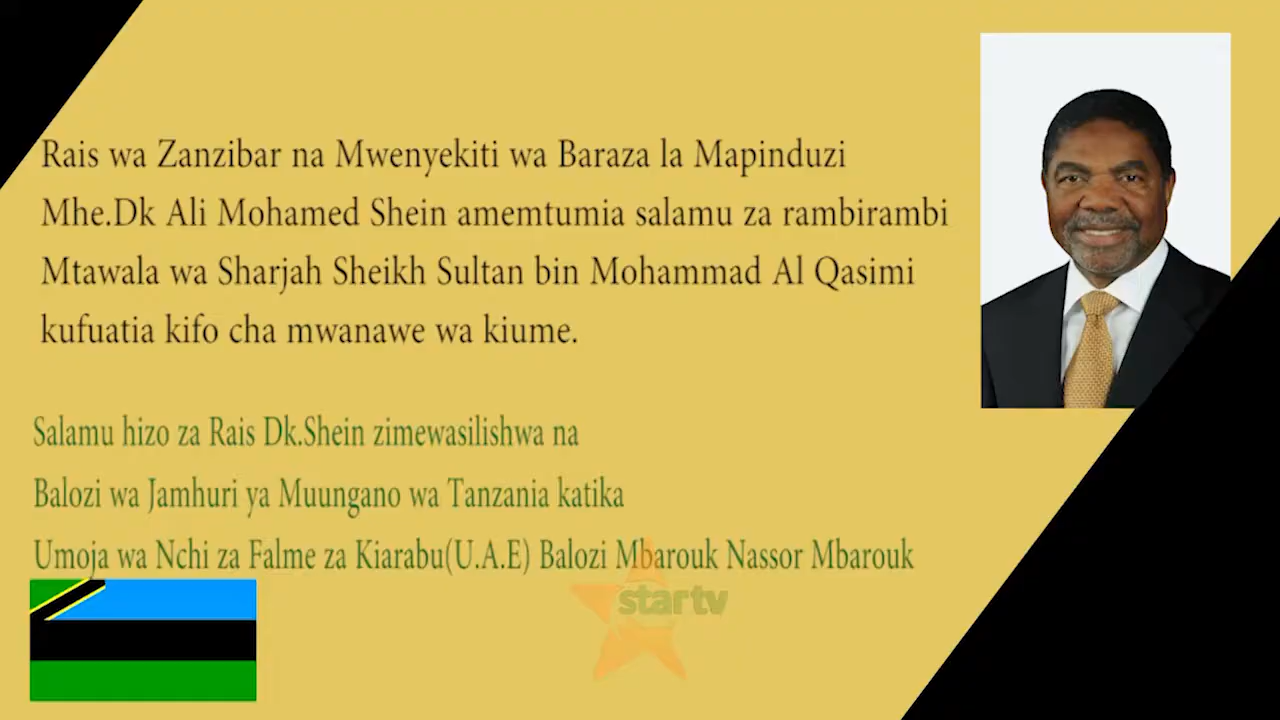 Rais wa Zanzibar na Mwenyekiti wa Baraza la Mapinduzi
Mhe.Dk Ali Mohamed Shein amemtumia salamu za rambirambi
Mtawala wa Sharjah Sheikh Sultan bin Mohammad Al Qasimi
kufuatia kifo cha mwanawe wa kiume.
Salamu hizo za Rais Dk.Shein zimewasilishwa na
Balozi wa Jamhuri ya Muungano wa Tanzania katika
Umoja wa Nchi za Falme za Kiarabu(U.A.E) Balozi Mbarouk Nassor Mbarouk
startv